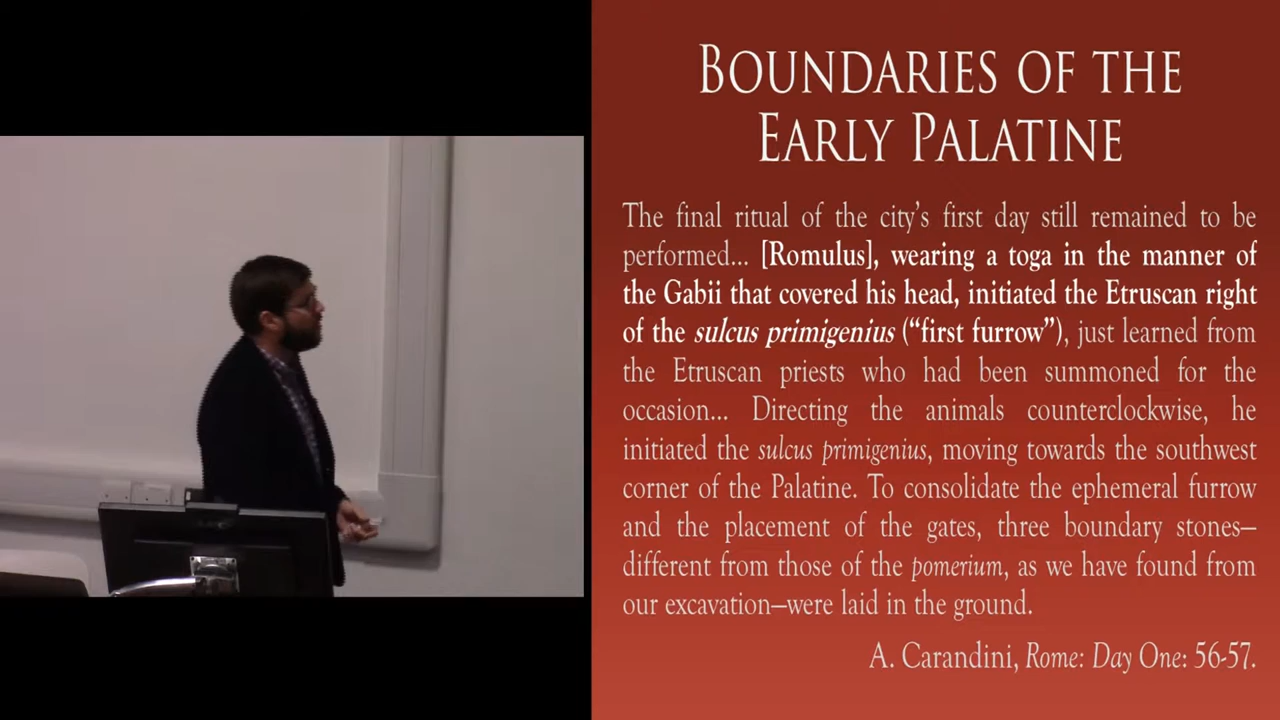 BOUNDARIES OF THE
EARLY PALATINE
The final ritual of the city's first day still remained to be
performed... [Romulus], wearing a toga in the manner of
the Gabii that covered his head, initiated the Etruscan right
of the sulcus primigenius (“first furrow”), just learned from
the Etruscan priests who had been summoned for the
occasion... Directing the animals counterclockwise, he
initiated the sulcus primigenius, moving towards the southwest
corner of the Palatine. To consolidate the ephemeral furrow
and the placement of the gates, three boundary stones—
different from those of the pomerium, as we have found from
our excavation—were laid in the ground.
A. Carandini, Rome: Day One: 56-57.